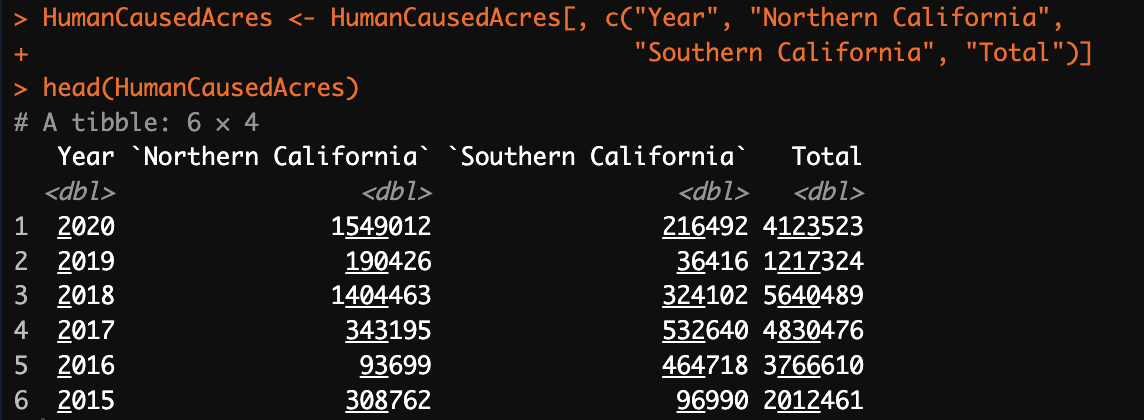 > HumanCausedAcres <- HumanCausedAcres[, c("Year", "Northern California",
+                                          "Southern California", "Total")]
> head(HumanCausedAcres)
# A tibble: 6 × 4
   Year `Northern California` `Southern California`   Total
  <dbl>                 <dbl>                 <dbl>   <dbl>
1  2020               1549012                216492 4123523
2  2019                190426                 36416 1217324
3  2018               1404463                324102 5640489
4  2017                343195                532640 4830476
5  2016                 93699                464718 3766610
6  2015                308762                 96990 2012461